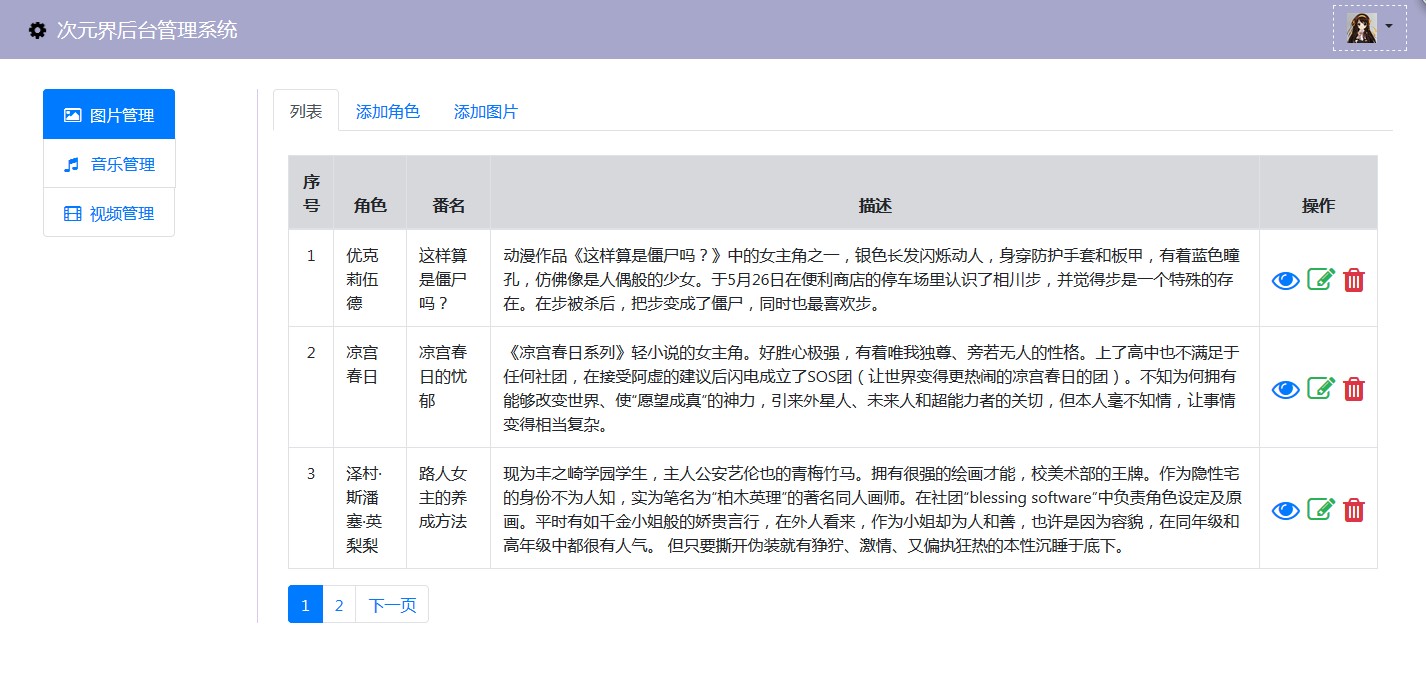 次元界后台管理系统
图片管理
音乐管理
视频管理
列表
添加角色
添加图片
序
号
角色
番名
描述
操作
1
优克
莉伍
德
这样算
是僵尸
吗？
动漫作品《这样算是僵尸吗？》中的女主角之一，银色长发闪烁动人，身穿防护手套和板甲，有着蓝色瞳
孔，仿佛像是人偶般的少女。于5月26日在便利商店的停车场里认识了相川步，并觉得步是一个特殊的存
在。在步被杀后，把步变成了僵尸，同时也最喜欢步。
2
凉宫
春日
凉宫春
日的忧
郁
《凉宫春日系列》轻小说的女主角。好胜心极强，有着唯我独尊、旁若无人的性格。上了高中也不满足于
任何社团，在接受阿虚的建议后闪电成立了SOS团（让世界变得更热闹的凉宫春日的团）。不知为何拥有
能够改变世界、使“愿望成真”的神力，引来外星人、未来人和超能力者的关切，但本人毫不知情，让事情
变得相当复杂。
3
泽村·
斯潘
塞·英
梨梨
路人女
主的养
成方法
现为丰之崎学园学生，主人公安艺伦也的青梅竹马。拥有很强的绘画才能，校美术部的王牌。作为隐性宅
的身份不为人知，实为笔名为“柏木英理”的著名同人画师。在社团“blessing software”中负责角色设定及原
画。平时有如千金小姐般的娇贵言行，在外人看来，作为小姐却为人和善，也许是因为容貌，在同年级和
高年级中都很有人气。 但只要撕开伪装就有狰狞、激情、又偏执狂热的本性沉睡于底下。
1
2
下一页